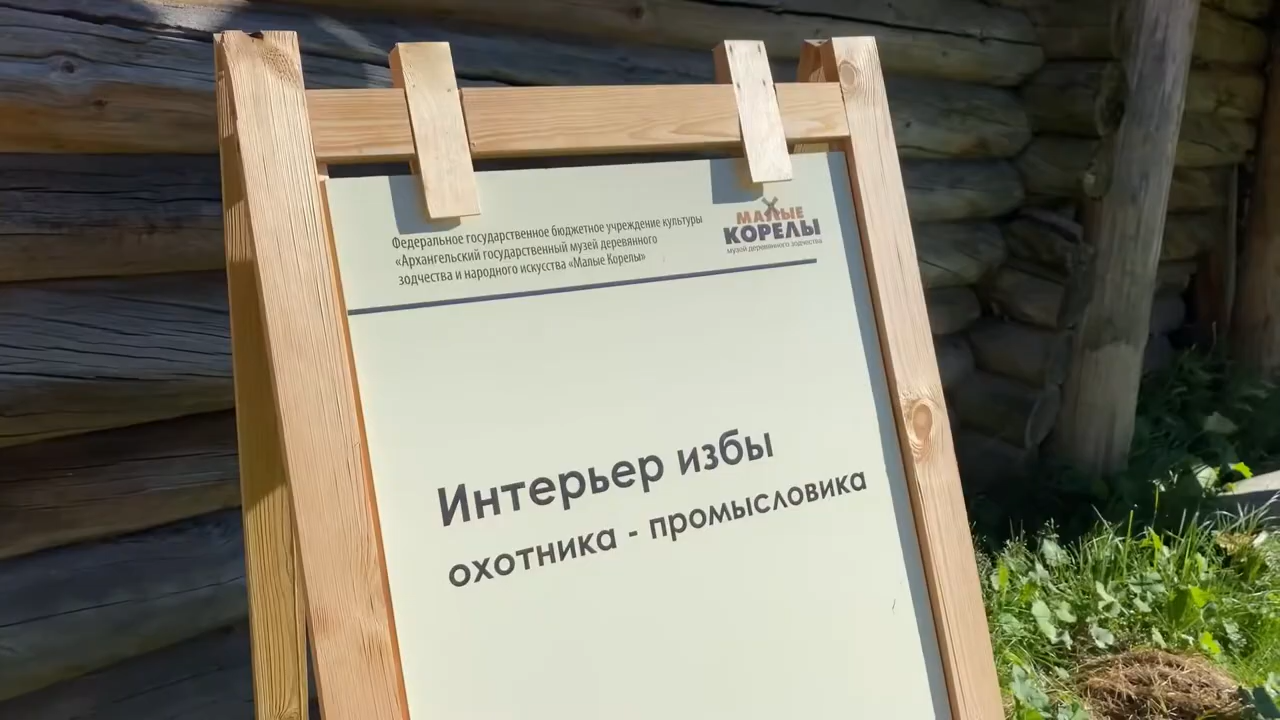 Федеральное государственное бюджетное учреждение культуры
«Архангельский государственный музей деревянного
зодчества и народного искусства «Малые Корелы»
МАЛЫЕ
КОРЕЛЫ
музей деревянного зодчества
Интерьер избы
охотника - промысловика